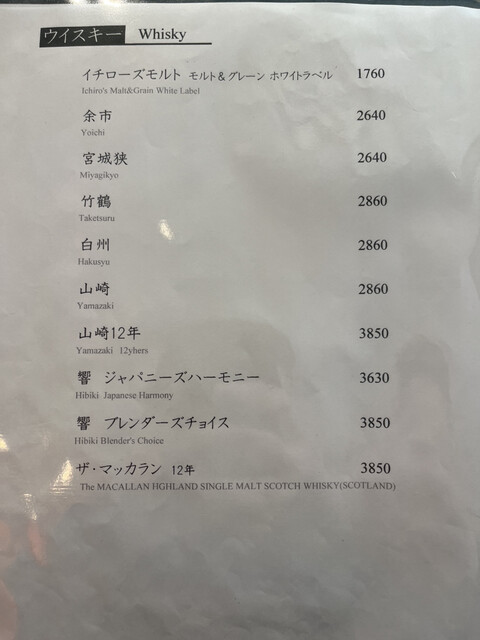 ウイスキー Whisky
イチローズモルト モルト＆グレーン ホワイトラベル 1760
Ichiro's Malt&Grain White Label
余市 2640
Yoichi
宮城狭 2640
Miyagikyo
竹鶴 2860
Taketsuru
白州 2860
Hakusyu
山崎 2860
Yamazaki
山崎12年 3850
Yamazaki 12yhers
響 ジャパニーズハーモニー 3630
Hibiki Japanese Harmony
響 ブレンダーズチョイス 3850
Hibiki Blender's Choice
ザ・マッカラン 12年 3850
The MACALLAN HGHLAND SINGLE MALT SCOTCH WHISKY(SCOTLAND)